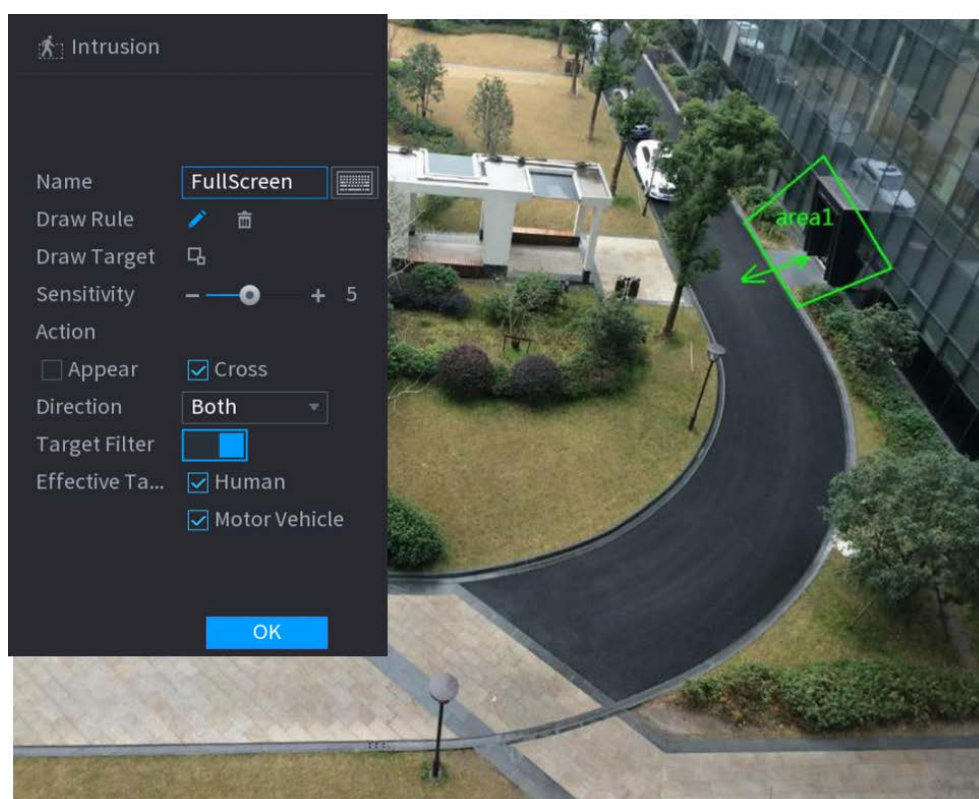 Intrusion
Name FullScreen
Draw Rule
Draw Target
Sensitivity - + 5
Action
Appear Cross
Direction Both
Target Filter
Effective Ta... Human
Motor Vehicle
OK
area1